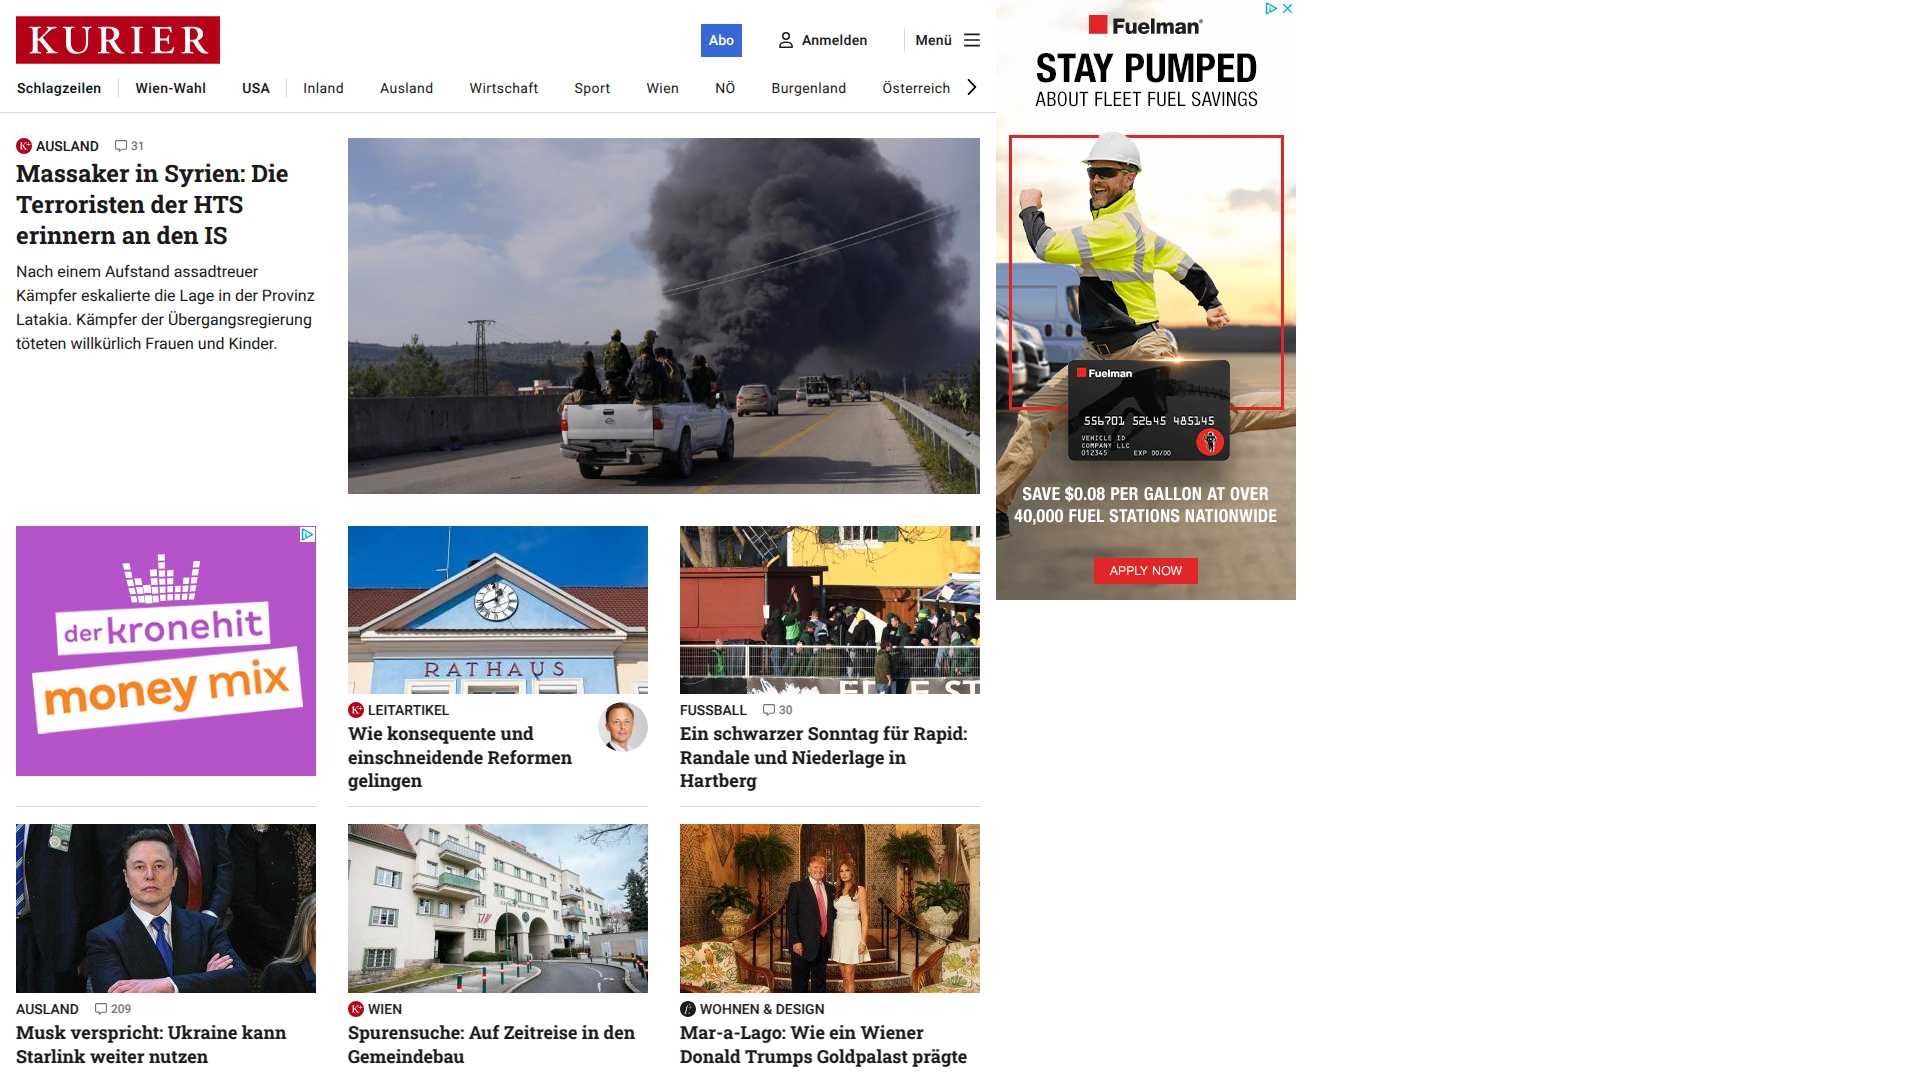 KURIER
Abo
Anmelden
Menü
Schlagzeilen
Wien-Wahl
USA
Inland
Ausland
Wirtschaft
Sport
Wien
NÖ
Burgenland
Österreich
AUSLAND 31
Massaker in Syrien: Die
Terroristen der HTS
erinnern an den IS
Nach einem Aufstand assadtreuer
Kämpfer eskalierte die Lage in der Provinz
Latakia. Kämpfer der Übergangsregierung
töteten willkürlich Frauen und Kinder.
der kronehit
money mix
RATHAUS
K+ LEITARTIKEL
Wie konsequente und
einschneidende Reformen
gelingen
FUSSBALL 30
Ein schwarzer Sonntag für Rapid:
Randale und Niederlage in
Hartberg
AUSLAND 209
Musk verspricht: Ukraine kann
Starlink weiter nutzen
K+ WIEN
Spurensuche: Auf Zeitreise in den
Gemeindebau
WOHNEN & DESIGN
Mar-a-Lago: Wie ein Wiener
Donald Trumps Goldpalast prägte
Fuelman
STAY PUMPED
ABOUT FLEET FUEL SAVINGS
Fuelman
556701 52645 485145
VEHICLE ID
COMPANY LLC
012345 EXP 00/00
SAVE $0.08 PER GALLON AT OVER
40,000 FUEL STATIONS NATIONWIDE
APPLY NOW